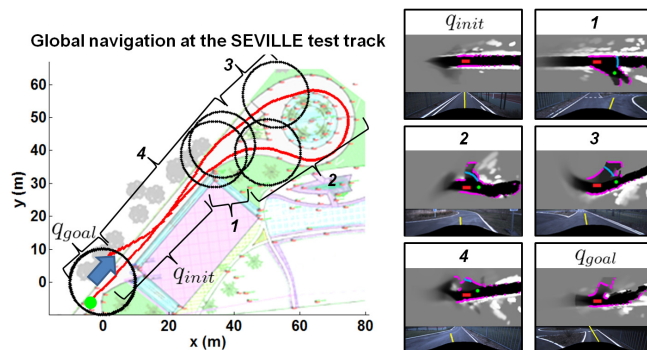 Global navigation at the SEVILLE test track
3
4
2
1
q_goal
q_init
y (m)
60
50
40
30
20
10
0
0
20
40
60
80
x (m)
q_init
1
2
3
4
q_goal